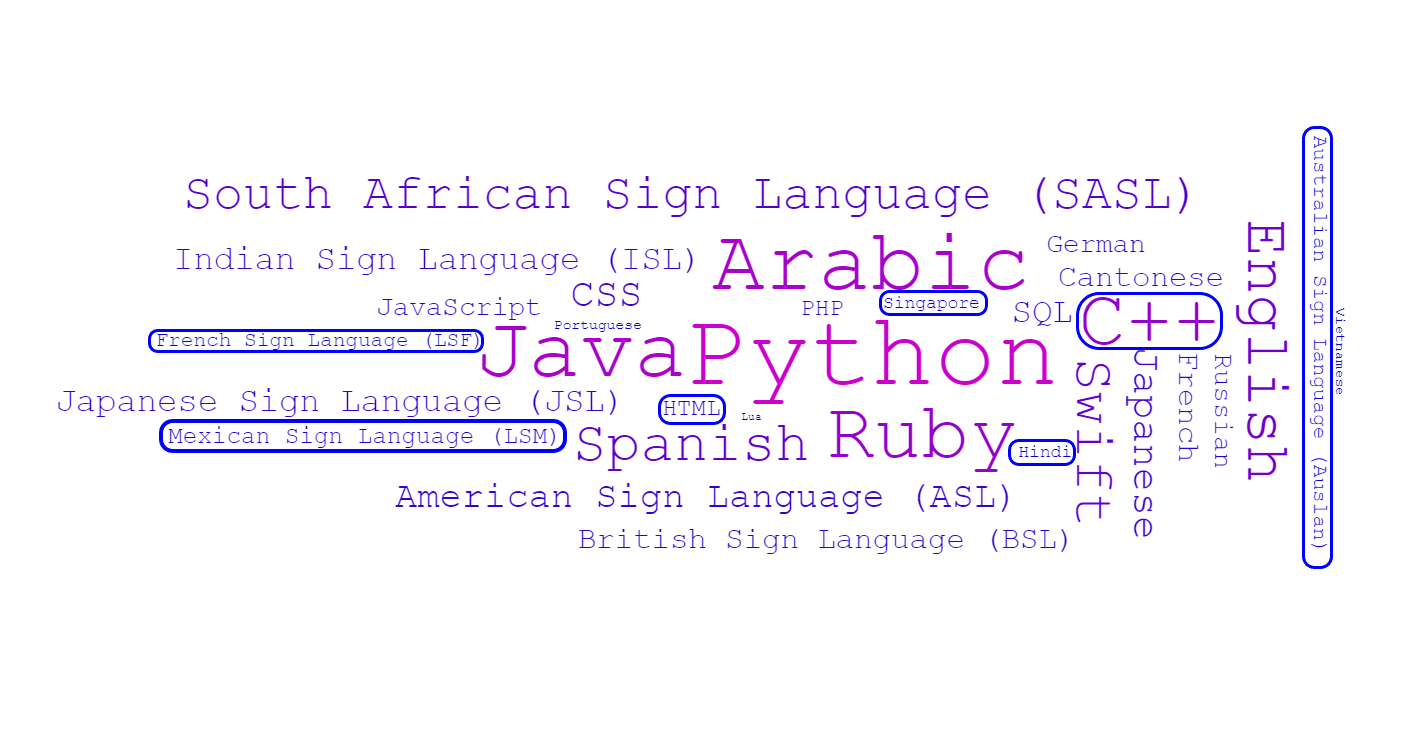 South African Sign Language (SASL)
Indian Sign Language (ISL)
Arabic
German
Cantonese
English
Australian Sign Language (Auslan)
Vietnamese
JavaScript
CSS
PHP
Singapore
SQL
C++
Portuguese
French Sign Language (LSF)
Java
Python
Swift
Japanese
French
Russian
Japanese Sign Language (JSL)
HTML
Lua
Mexican Sign Language (LSM)
Spanish
Ruby
Hindi
American Sign Language (ASL)
British Sign Language (BSL)